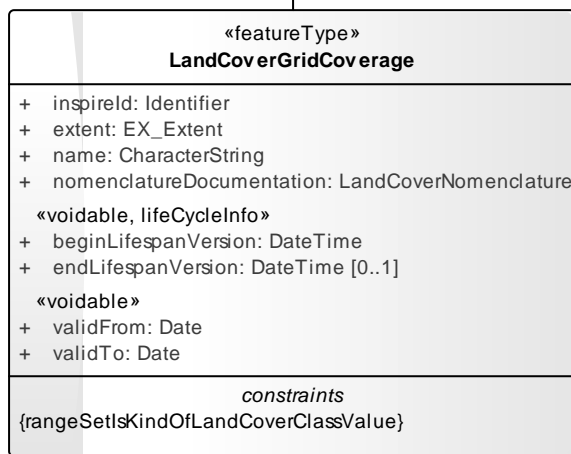 «featureType»
LandCoverGridCoverage
+ inspireId: Identifier
+ extent: EX_Extent
+ name: CharacterString
+ nomenclatureDocumentation: LandCoverNomenclature
«voidable, lifeCycleInfo»
+ beginLifespanVersion: DateTime
+ endLifespanVersion: DateTime [0..1]
«voidable»
+ validFrom: Date
+ validTo: Date
constraints
{rangeSetIsKindOfLandCoverClassValue}